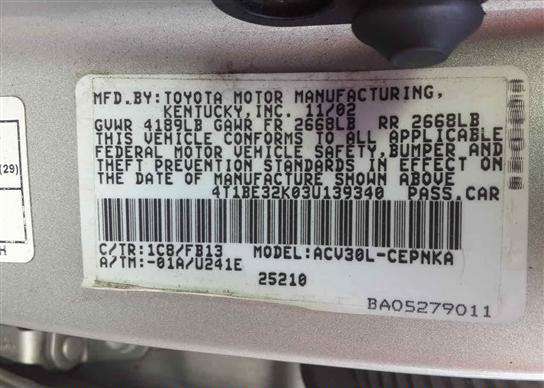 MFD.BY:TOYOTA MOTOR MANUFACTURING,
KENTUCKY,INC. 11/02
GVWR 4189LB GAWR FR 2668LB RR 2668LB
THIS VEHICLE CONFORMS TO ALL APPLICABLE
FEDERAL MOTOR VEHICLE SAFETY,BUMPER AND
THEFT PREVENTION STANDARDS IN EFFECT ON
THE DATE OF MANUFACTURE SHOWN ABOVE
4T1BE32K03U139340 PASS.CAR
C/TR:1C8/FB13 MODEL:ACV30L-CEPNKA
A/TM:-01A/U241E
25210
BA05279011
(29)
H